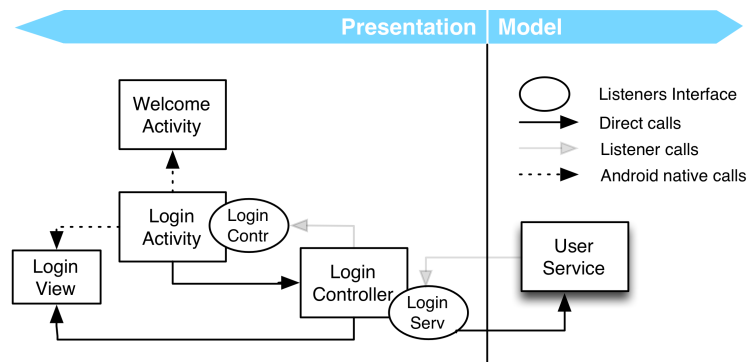 Presentation Model
Welcome
Activity
Listeners Interface
Direct calls
Listener calls
Android native calls
Login
Activity
Login
Contr
Login
View
Login
Controller
Login
Serv
User
Service